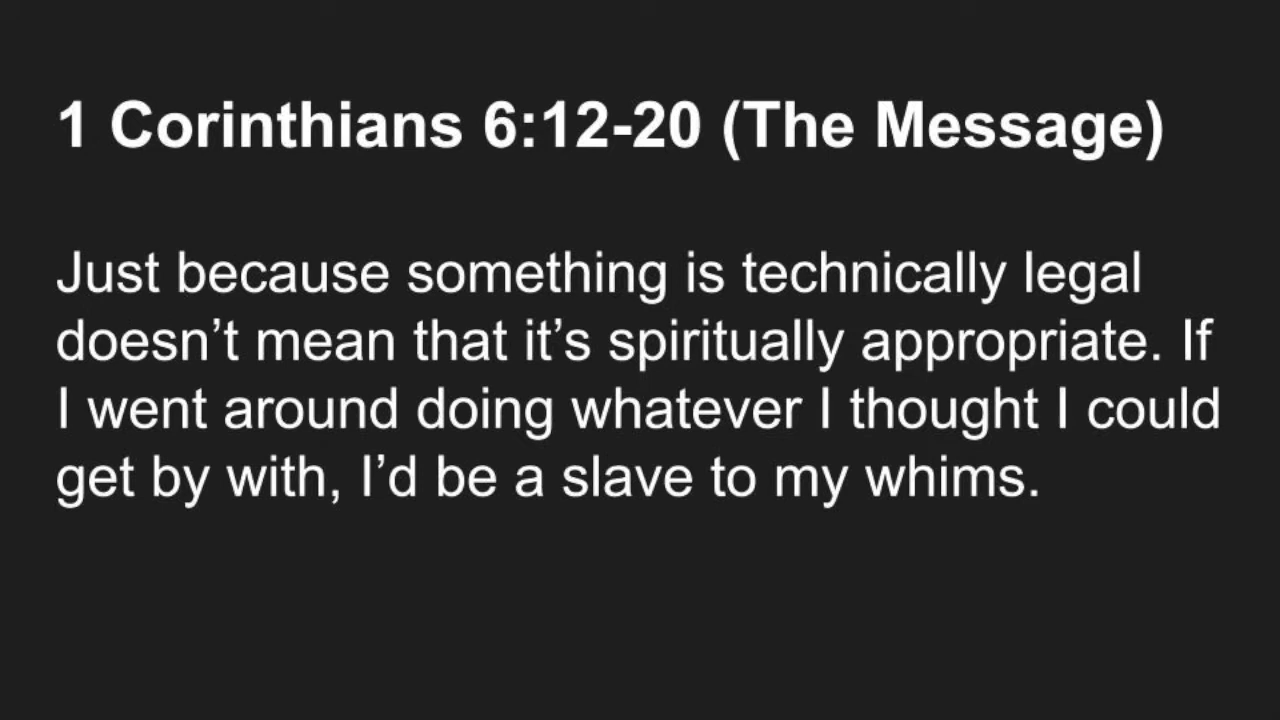 1 Corinthians 6:12-20 (The Message)
Just because something is technically legal
doesn’t mean that it’s spiritually appropriate. If
I went around doing whatever I thought I could
get by with, I’d be a slave to my whims.